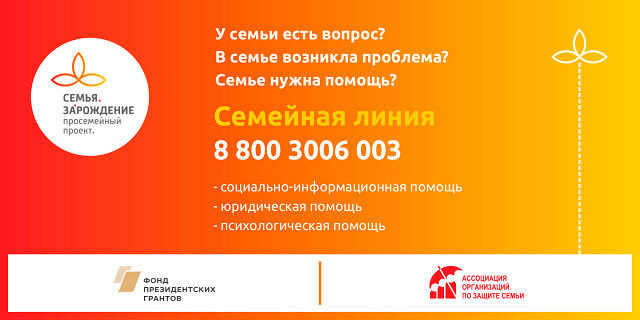 У семьи есть вопрос?
В семье возникла проблема?
Семье нужна помощь?
Семейная линия
8 800 3006 003
- социально-информационная помощь
- юридическая помощь
- психологическая помощь
СЕМЬЯ.
ЗАРОЖДЕНИЕ
просемейный
проект.
ФОНД
ПРЕЗИДЕНТСКИХ
ГРАНТОВ
АССОЦИАЦИЯ
ОРГАНИЗАЦИЙ
ПО ЗАЩИТЕ СЕМЬИ